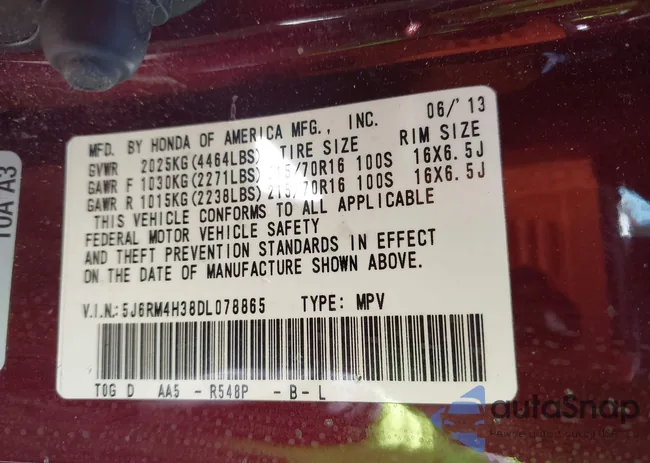 06/'13
MFD. BY HONDA OF AMERICA MFG., INC.
TIRE SIZE RIM SIZE
GVWR 2025KG(4464LBS)
GAWR F 1030KG(2271LBS) 215/70R16 100S 16X6.5J
GAWR R 1015KG(2238LBS) 215/70R16 100S 16X6.5J
THIS VEHICLE CONFORMS TO ALL APPLICABLE
FEDERAL MOTOR VEHICLE SAFETY
AND THEFT PREVENTION STANDARDS IN EFFECT
ON THE DATE OF MANUFACTURE SHOWN ABOVE.
V.I.N.:5J6RM4H38DL078865 TYPE: MPV
T0G D AA5 - R548P - B - L
10A A3
autoSnap